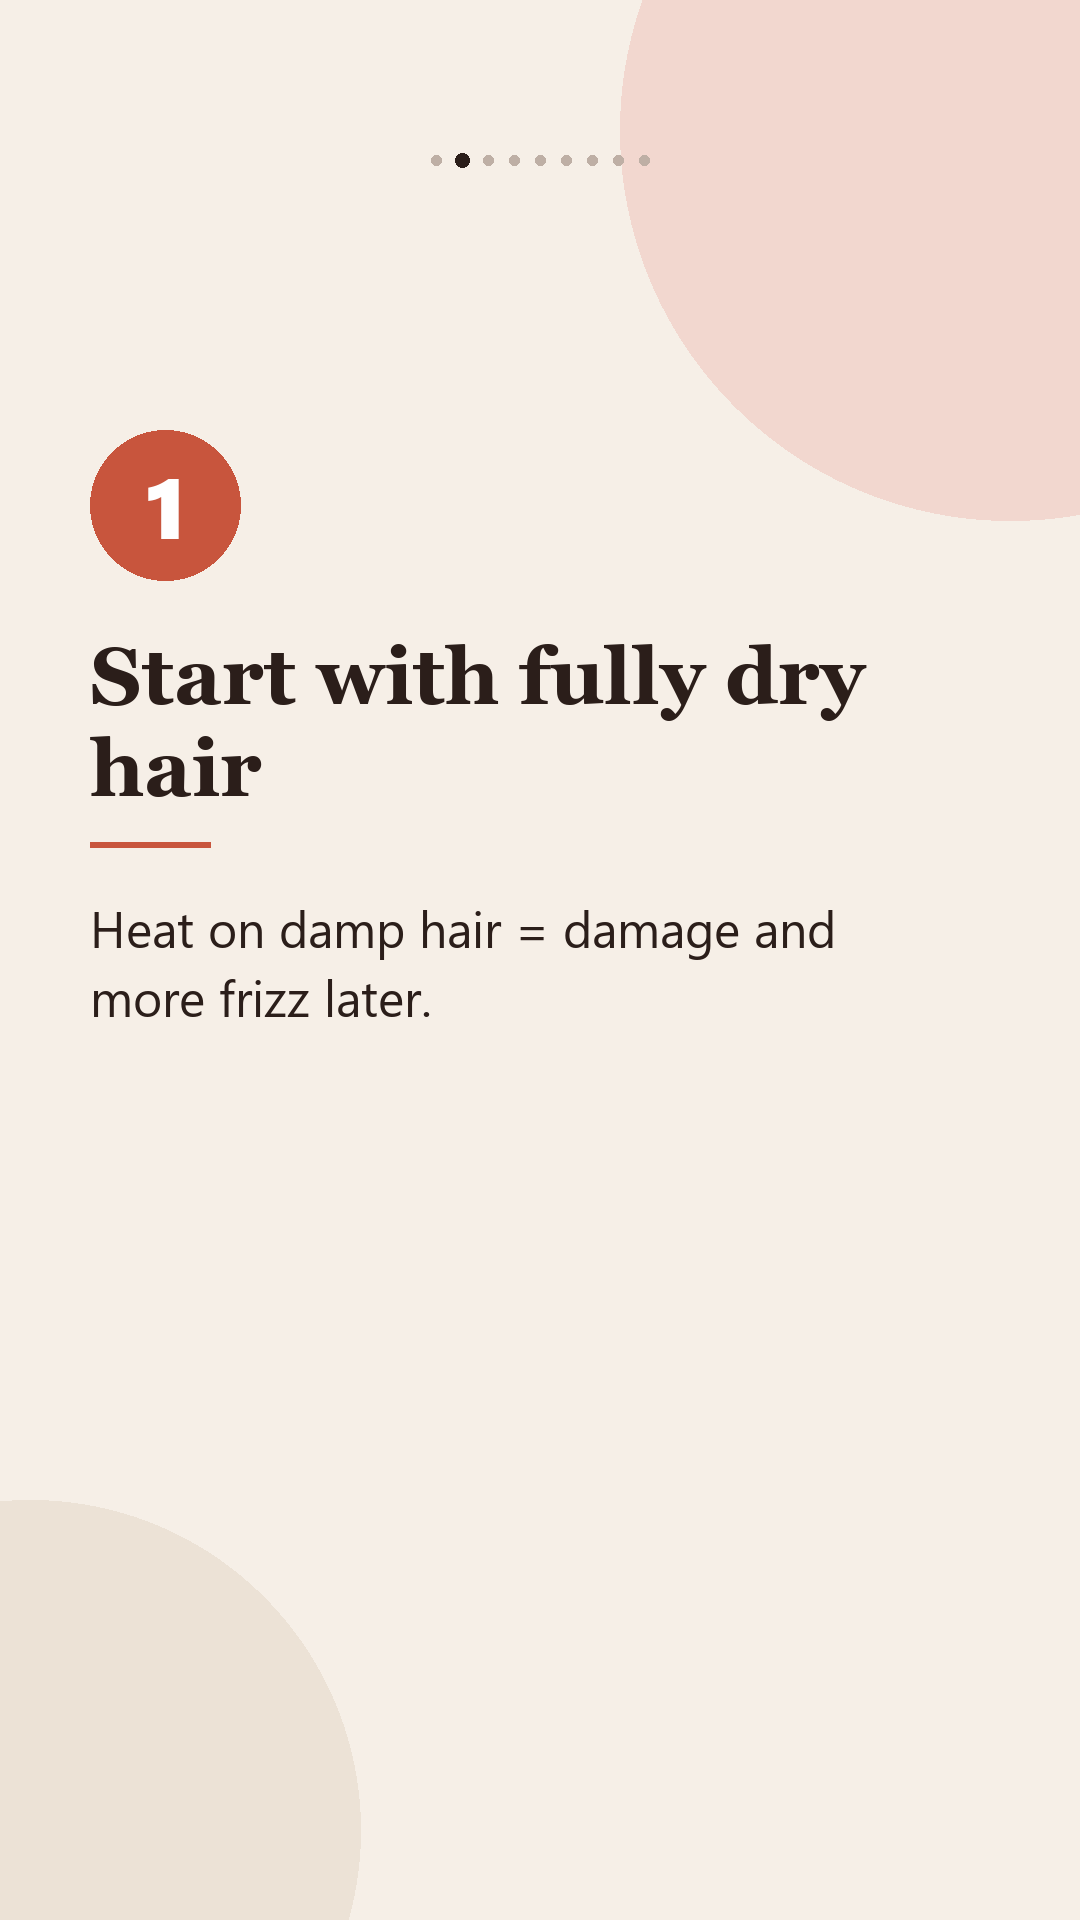 1
Start with fully dry
hair
Heat on damp hair = damage and
more frizz later.